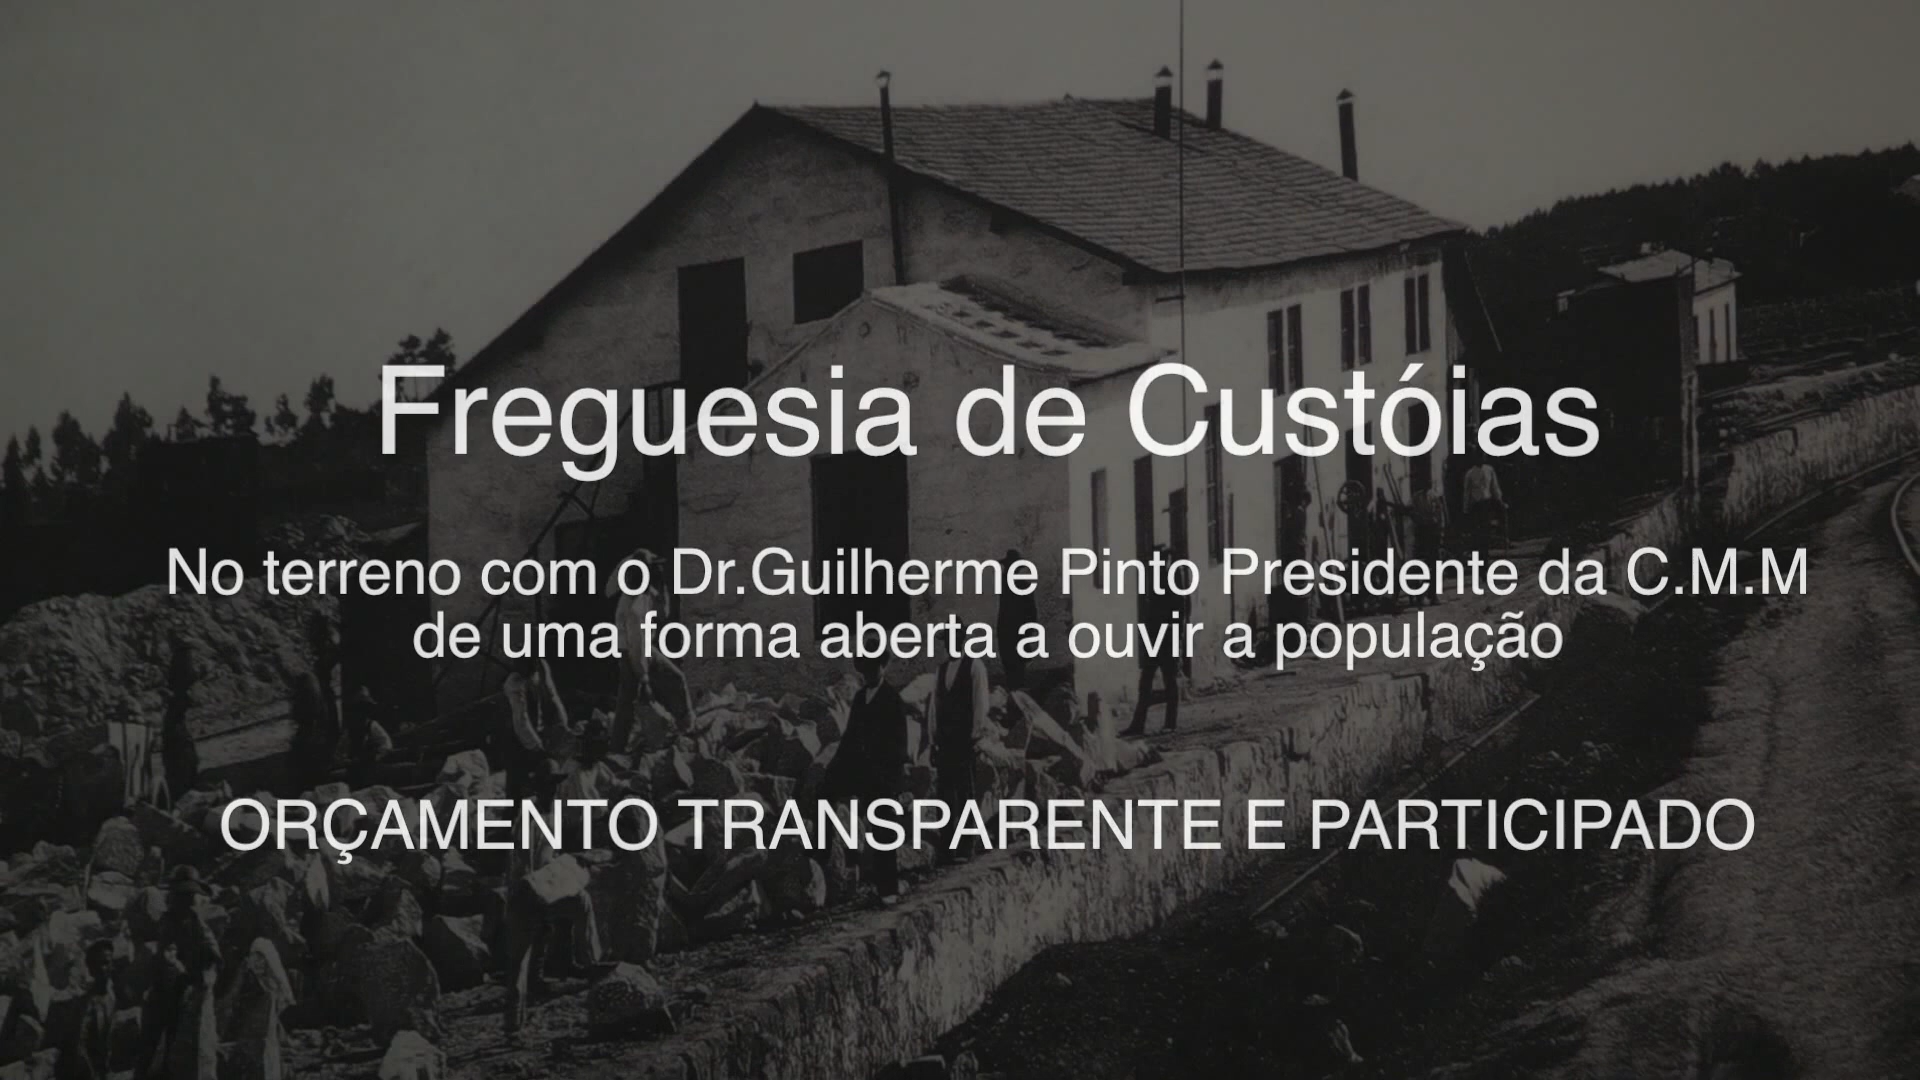 Freguesia de Custóias
No terreno com o Dr.Guilherme Pinto Presidente da C.M.M
de uma forma aberta a ouvir a população
ORÇAMENTO TRANSPARENTE E PARTICIPADO